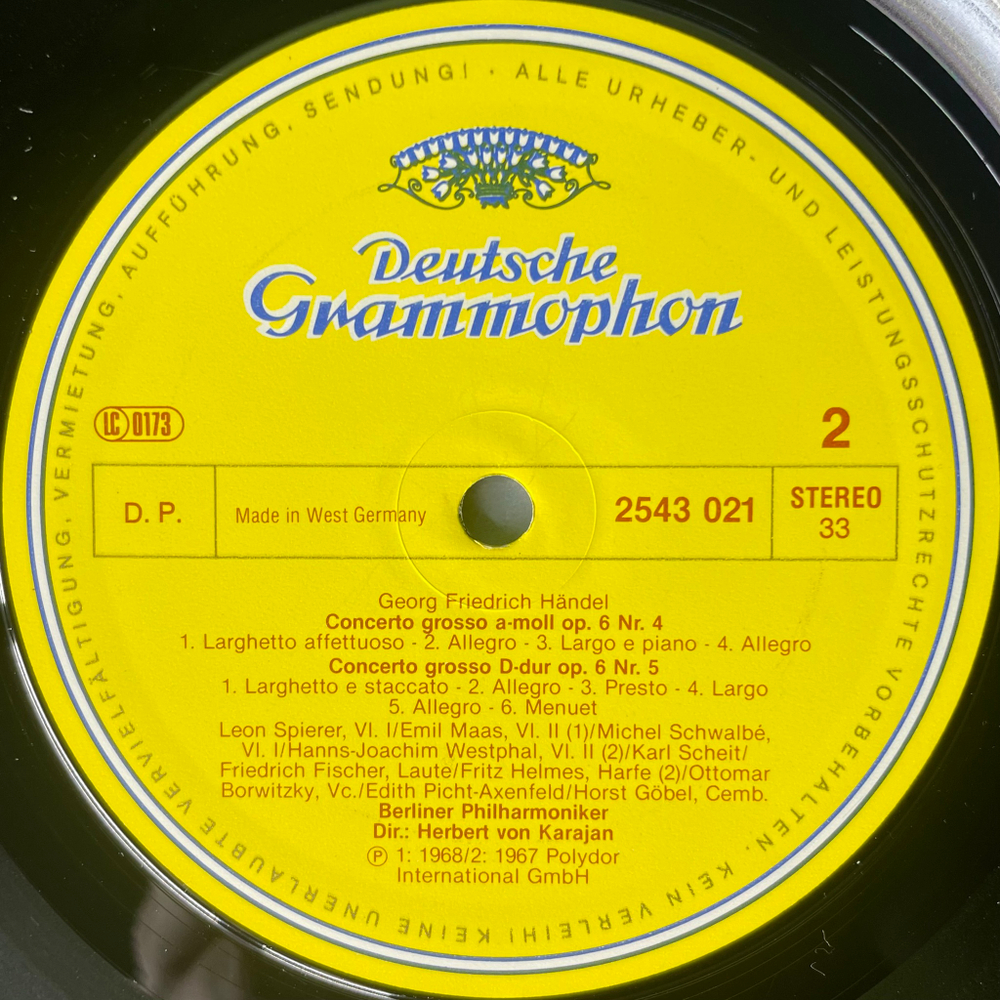 ALLE URHEBER- UND LEISTUNGSSCHUTZRECHTE VORBEHALTEN. KEIN VERLEIH! KEINE UNERLAUBTE VERVIELFÄLTIGUNG, VERMIETUNG, AUFFÜHRUNG, SENDUNG! ·
Deutsche
Grammophon
LC 0173
2
D. P.
Made in West Germany
2543 021
STEREO
33
Georg Friedrich Händel
Concerto grosso a-moll op. 6 Nr. 4
1. Larghetto affettuoso - 2. Allegro - 3. Largo e piano - 4. Allegro
Concerto grosso D-dur op. 6 Nr. 5
1. Larghetto e staccato - 2. Allegro - 3. Presto - 4. Largo
5. Allegro - 6. Menuet
Leon Spierer, Vl. I/Emil Maas, Vl. II (1)/Michel Schwalbé,
Vl. I/Hanns-Joachim Westphal, Vl. II (2)/Karl Scheit/
Friedrich Fischer, Laute/Fritz Helmes, Harfe (2)/Ottomar
Borwitzky, Vc./Edith Picht-Axenfeld/Horst Göbel, Cemb.
Berliner Philharmoniker
Dir.: Herbert von Karajan
Ⓟ 1: 1968/2: 1967 Polydor
International GmbH